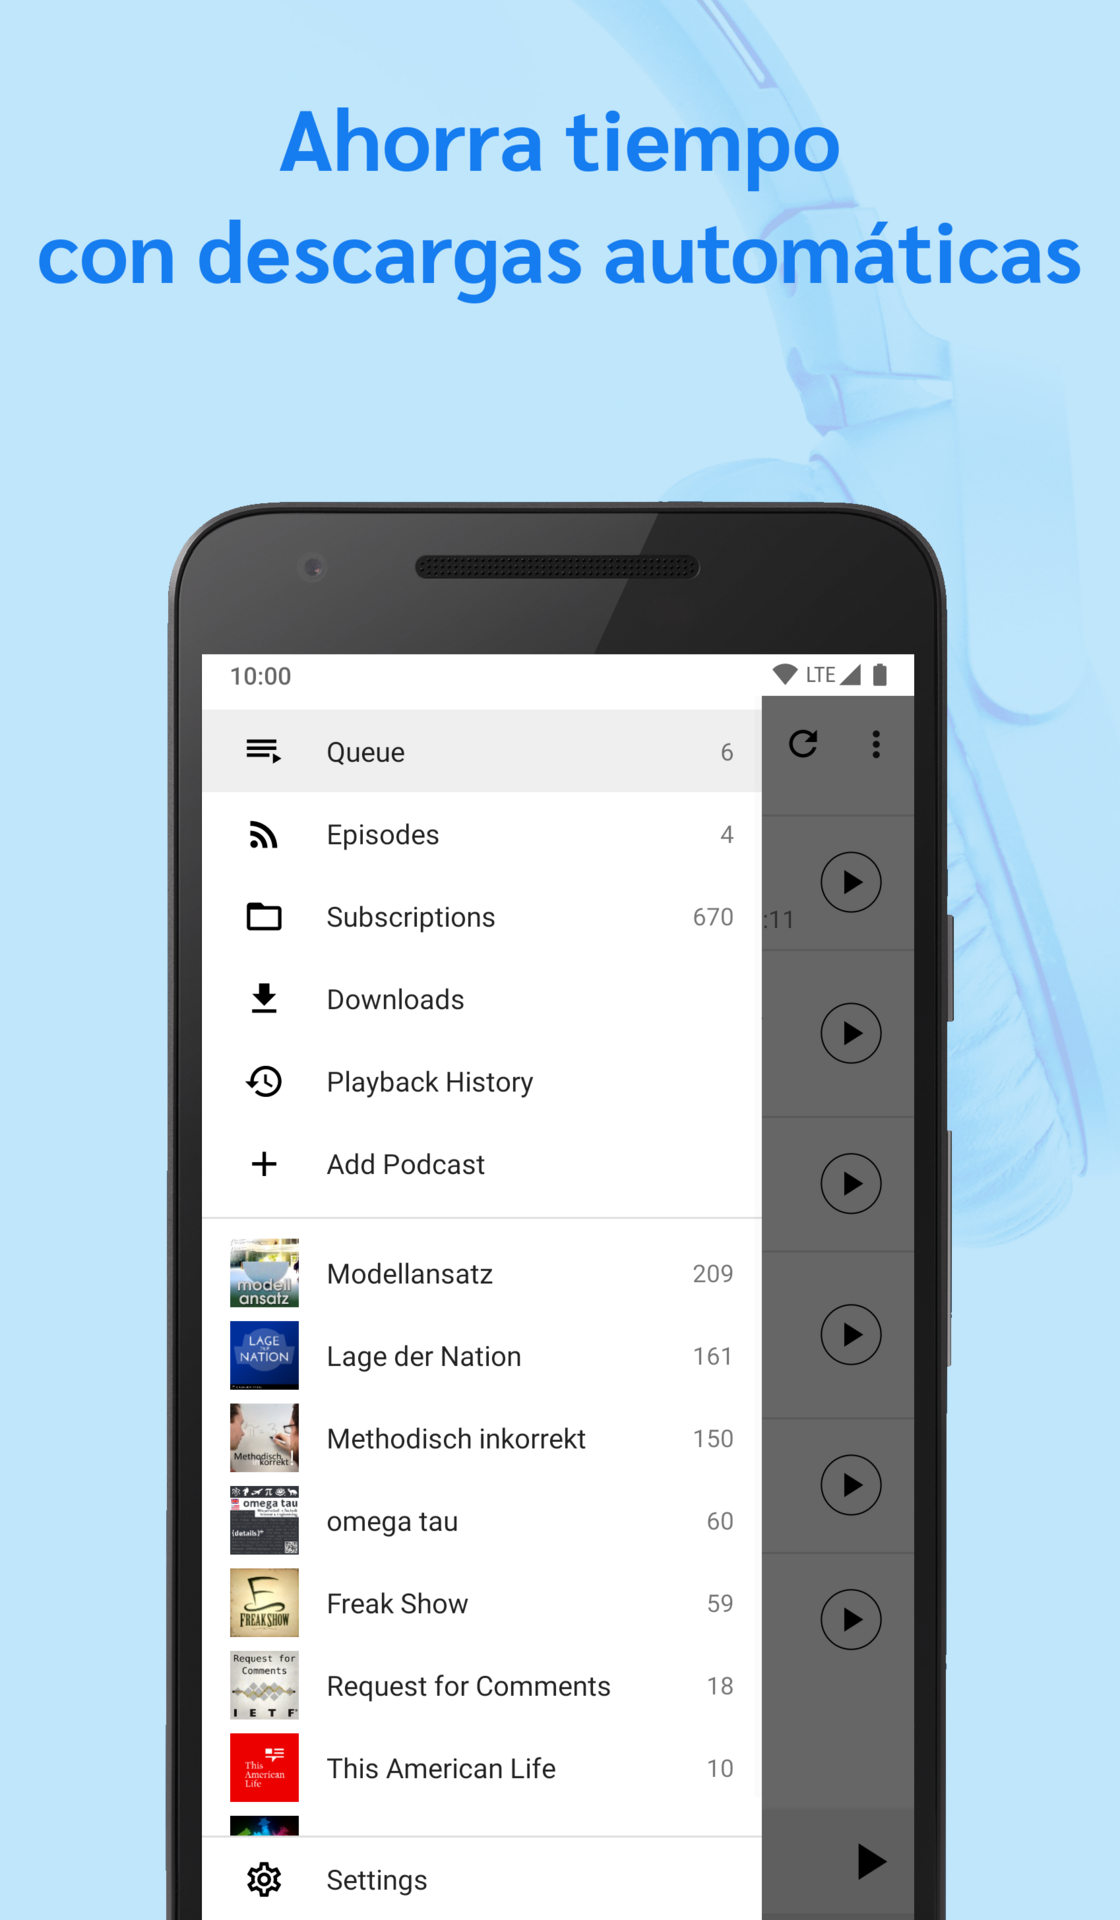 Ahorra tiempo
con descargas automáticas
10:00 LTE
Queue 6
Episodes 4
Subscriptions 670
:11
Downloads
Playback History
Add Podcast
modell
ansatz
Modellansatz 209
LAGE
DER
NATION
Lage der Nation 161
Methodisch
korrekt!
Methodisch inkorrekt 150
omega tau
{details}*
omega tau 60
FREAK SHOW
Freak Show 59
Request for
Comments
I E T F
Request for Comments 18
This
American
Life
This American Life 10
Settings